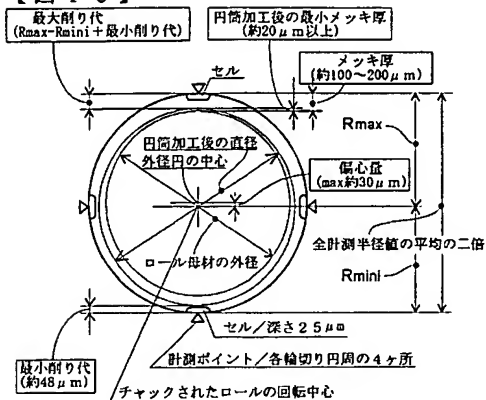 最大削り代
(Rmax-Rmini+最小削り代)
円筒加工後の最小メッキ厚
(約20μm以上)
セル
メッキ厚
(約100〜200μm)
Rmax
円筒加工後の直径
外径円の中心
偏心量
(max約30μm)
全計測半径値の平均の二倍
ロール母材の外径
Rmini
セル/深さ25μm
計測ポイント/各輪切り円周の4ヶ所
最小削り代
(約48μm)
チャックされたロールの回転中心